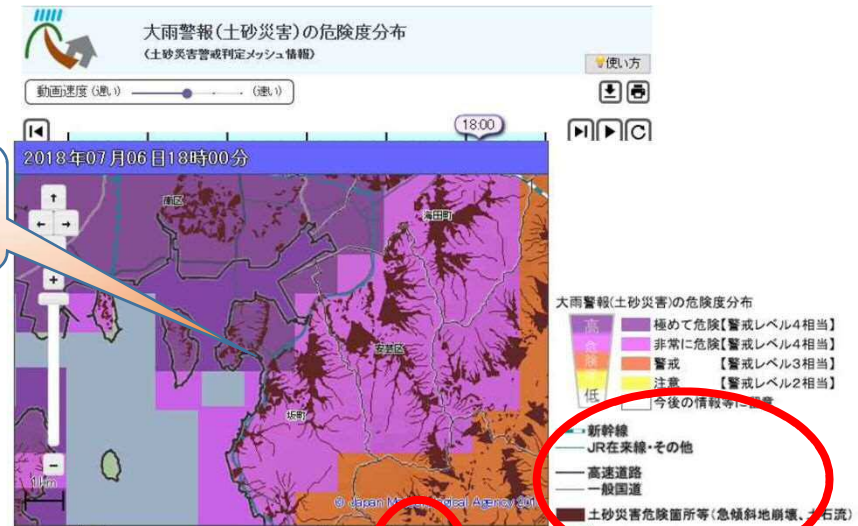 大雨警報(土砂災害)の危険度分布
(土砂災害警戒判定メッシュ情報)
使い方
動画速度(遅い)
(速い)
18:00
2018年07月06日18時00分
南区
海田町
安芸区
坂町
1km
大雨警報(土砂災害)の危険度分布
高
危
険
低
極めて危険【警戒レベル4相当】
非常に危険【警戒レベル4相当】
警戒 【警戒レベル3相当】
注意 【警戒レベル2相当】
今後の情報等に留意
新幹線
JR在来線・その他
高速道路
一般国道
土砂災害危険箇所等(急傾斜地崩壊、土石流)
© Japan Agency